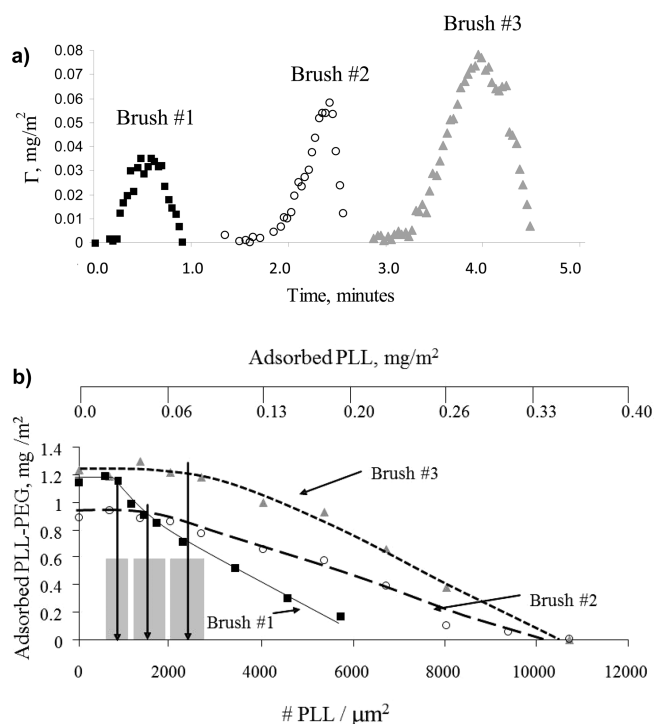 a)
Brush #1
Brush #2
Brush #3
0.08
0.07
0.06
0.05
0.04
0.03
0.02
0.01
0
Γ, mg/m²
0.0 1.0 2.0 3.0 4.0 5.0
Time, minutes
b)
Adsorbed PLL, mg/m²
0.0 0.06 0.13 0.20 0.26 0.33 0.40
1.4
1.2
1.0
0.8
0.6
0.4
0.2
0
Adsorbed PLL-PEG, mg /m²
Brush #3
Brush #2
Brush #1
0 2000 4000 6000 8000 10000 12000
# PLL / μm²